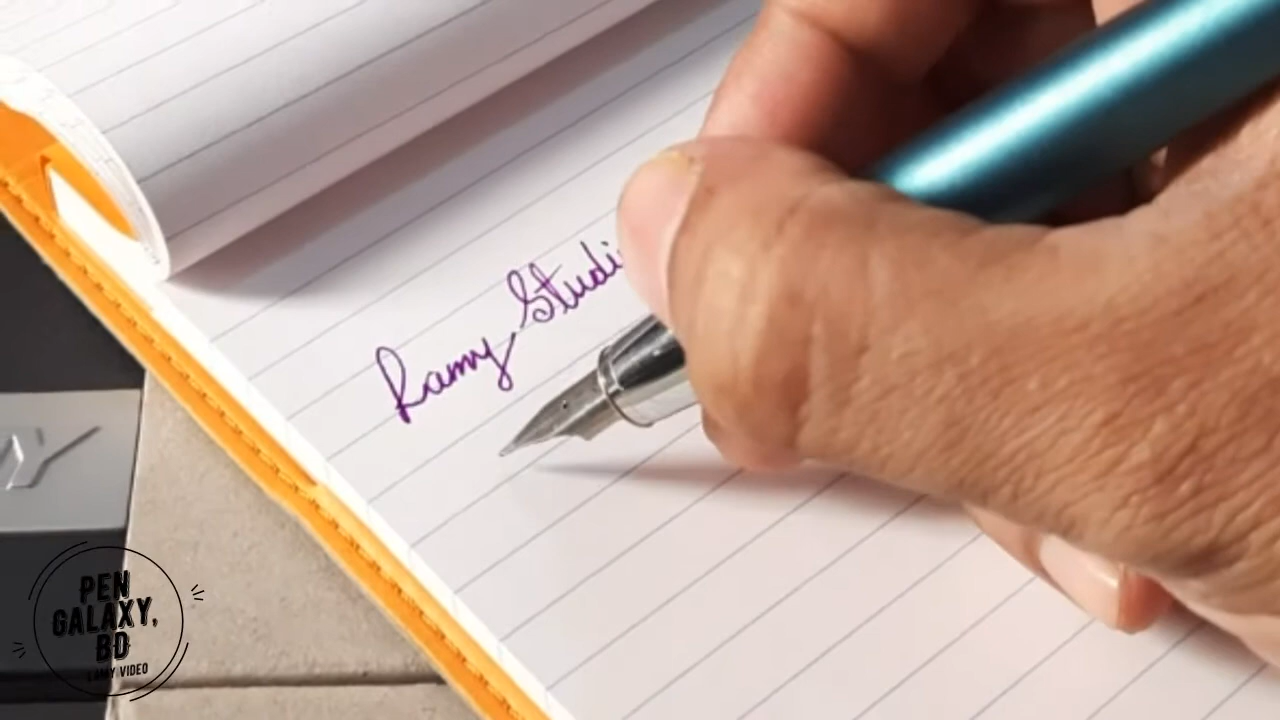 Lamy Studi
Y
PEN
GALAXY,
BD
LAMY VIDEO